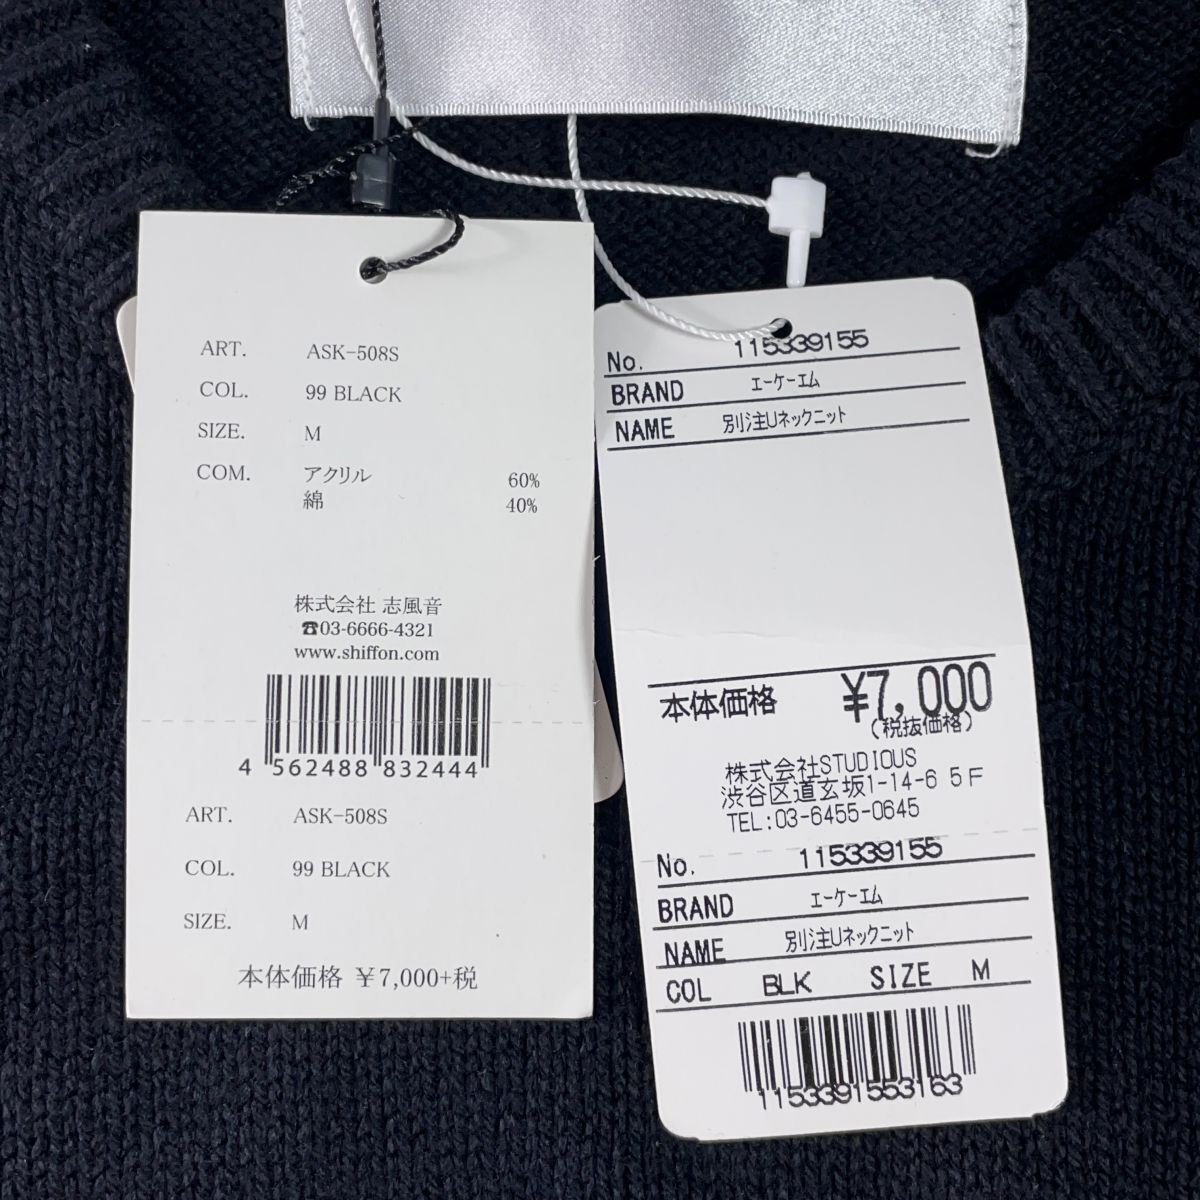 ART. ASK-508S
COL. 99 BLACK
SIZE. M
COM. アクリル 60%
綿 40%
株式会社 志風音
☎03-6666-4321
www.shiffon.com
4 562488 832444
ART. ASK-508S
COL. 99 BLACK
SIZE. M
本体価格 ¥7,000+税
No. 115339155
BRAND エーケーエム
NAME 別注Uネックニット
本体価格 ¥7,000
(税抜価格)
株式会社STUDIOUS
渋谷区道玄坂1-14-6 5F
TEL:03-6455-0645
No. 115339155
BRAND エーケーエム
NAME 別注Uネックニット
COL BLK SIZE M
1153391553163